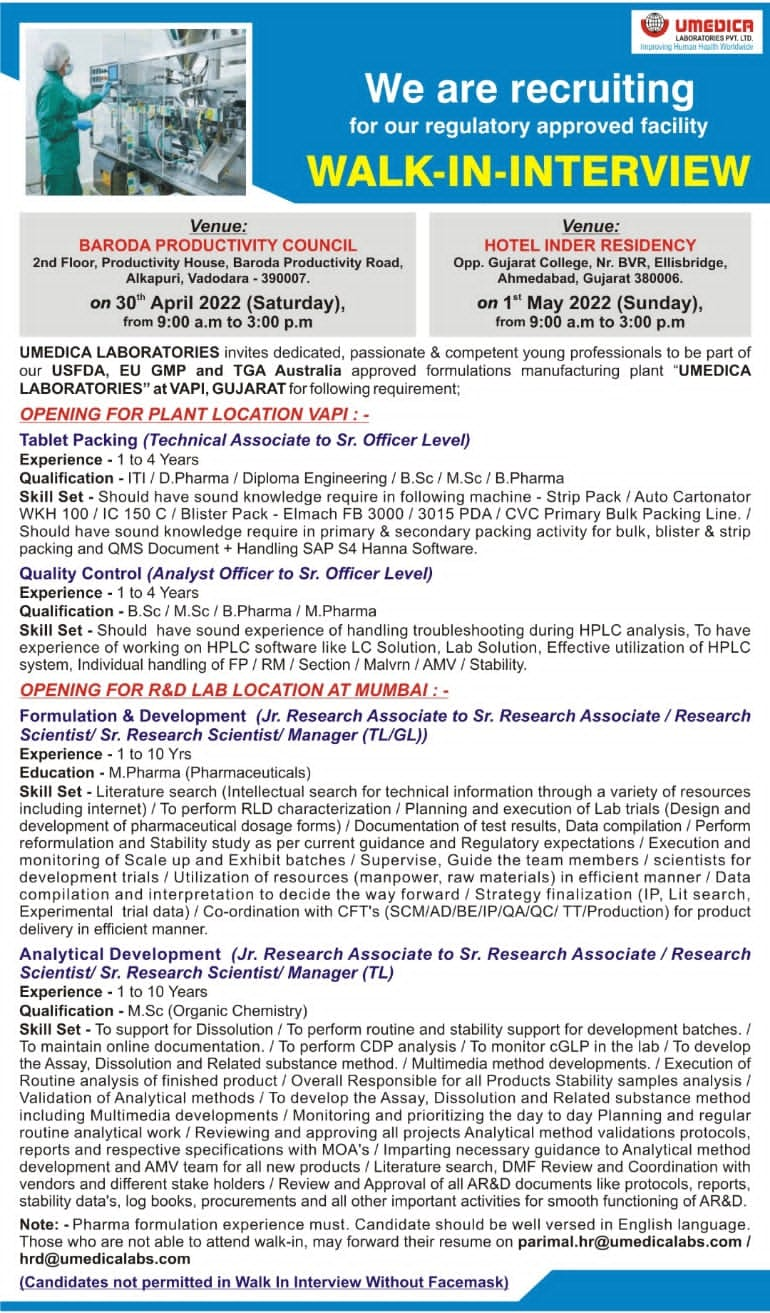 UMEDICA
LABORATORIES PVT. LTD.
Improving Human Health Worldwide
We are recruiting
for our regulatory approved facility
WALK-IN-INTERVIEW
Venue:
BARODA PRODUCTIVITY COUNCIL
2nd Floor, Productivity House, Baroda Productivity Road,
Alkapuri, Vadodara - 390007.
on 30th April 2022 (Saturday),
from 9:00 a.m to 3:00 p.m
Venue:
HOTEL INDER RESIDENCY
Opp. Gujarat College, Nr. BVR, Ellisbridge,
Ahmedabad, Gujarat 380006.
on 1st May 2022 (Sunday),
from 9:00 a.m to 3:00 p.m
UMEDICA LABORATORIES invites dedicated, passionate & competent young professionals to be part of
our USFDA, EU GMP and TGA Australia approved formulations manufacturing plant “UMEDICA
LABORATORIES” at VAPI, GUJARAT for following requirement;
OPENING FOR PLANT LOCATION VAPI : -
Tablet Packing (Technical Associate to Sr. Officer Level)
Experience - 1 to 4 Years
Qualification - ITI / D.Pharma / Diploma Engineering / B.Sc / M.Sc / B.Pharma
Skill Set - Should have sound knowledge require in following machine - Strip Pack / Auto Cartonator
WKH 100 / IC 150 C / Blister Pack - Elmach FB 3000 / 3015 PDA / CVC Primary Bulk Packing Line. /
Should have sound knowledge require in primary & secondary packing activity for bulk, blister & strip
packing and QMS Document + Handling SAP S4 Hanna Software.
Quality Control (Analyst Officer to Sr. Officer Level)
Experience - 1 to 4 Years
Qualification - B.Sc / M.Sc / B.Pharma / M.Pharma
Skill Set - Should have sound experience of handling troubleshooting during HPLC analysis, To have
experience of working on HPLC software like LC Solution, Lab Solution, Effective utilization of HPLC
system, Individual handling of FP / RM / Section / Malvrn / AMV / Stability.
OPENING FOR R&D LAB LOCATION AT MUMBAI : -
Formulation & Development (Jr. Research Associate to Sr. Research Associate / Research
Scientist/ Sr. Research Scientist/ Manager (TL/GL))
Experience - 1 to 10 Yrs
Education - M.Pharma (Pharmaceuticals)
Skill Set - Literature search (Intellectual search for technical information through a variety of resources
including internet) / To perform RLD characterization / Planning and execution of Lab trials (Design and
development of pharmaceutical dosage forms) / Documentation of test results, Data compilation / Perform
reformulation and Stability study as per current guidance and Regulatory expectations / Execution and
monitoring of Scale up and Exhibit batches / Supervise, Guide the team members / scientists for
development trials / Utilization of resources (manpower, raw materials) in efficient manner / Data
compilation and interpretation to decide the way forward / Strategy finalization (IP, Lit search,
Experimental trial data) / Co-ordination with CFT's (SCM/AD/BE/IP/QA/QC/ TT/Production) for product
delivery in efficient manner.
Analytical Development (Jr. Research Associate to Sr. Research Associate / Research
Scientist/ Sr. Research Scientist/ Manager (TL)
Experience - 1 to 10 Years
Qualification - M.Sc (Organic Chemistry)
Skill Set - To support for Dissolution / To perform routine and stability support for development batches. /
To maintain online documentation. / To perform CDP analysis / To monitor cGLP in the lab / To develop
the Assay, Dissolution and Related substance method. / Multimedia method developments. / Execution of
Routine analysis of finished product / Overall Responsible for all Products Stability samples analysis /
Validation of Analytical methods / To develop the Assay, Dissolution and Related substance method
including Multimedia developments / Monitoring and prioritizing the day to day Planning and regular
routine analytical work / Reviewing and approving all projects Analytical method validations protocols,
reports and respective specifications with MOA's / Imparting necessary guidance to Analytical method
development and AMV team for all new products / Literature search, DMF Review and Coordination with
vendors and different stake holders / Review and Approval of all AR&D documents like protocols, reports,
stability data's, log books, procurements and all other important activities for smooth functioning of AR&D.
Note: - Pharma formulation experience must. Candidate should be well versed in English language.
Those who are not able to attend walk-in, may forward their resume on parimal.hr@umedicalabs.com /
hrd@umedicalabs.com
(Candidates not permitted in Walk In Interview Without Facemask)